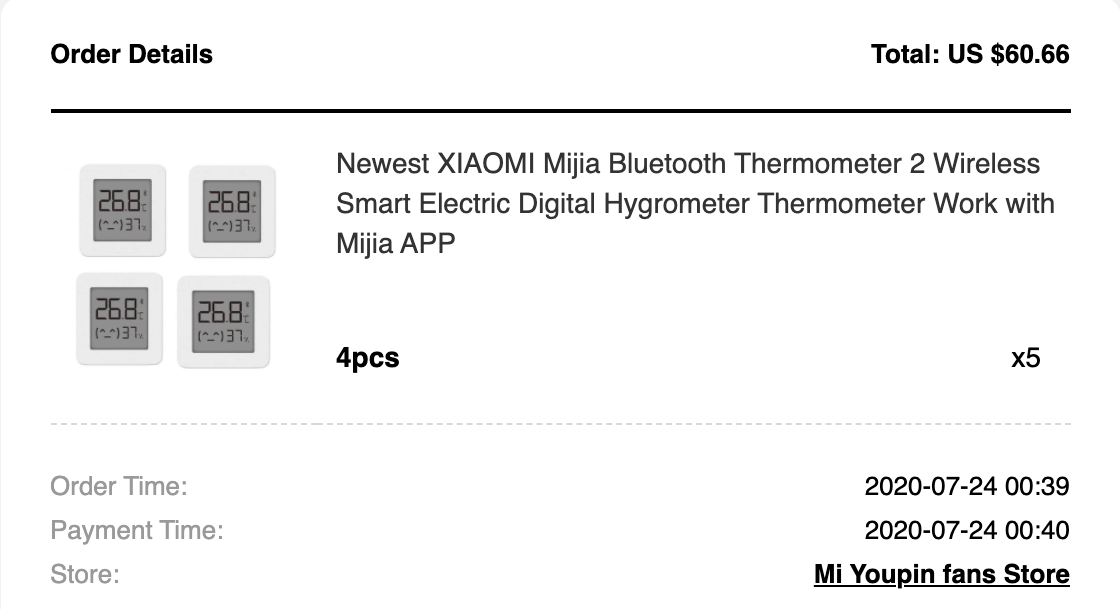 Order Details
Total: US $60.66
Newest XIAOMI Mijia Bluetooth Thermometer 2 Wireless
Smart Electric Digital Hygrometer Thermometer Work with
Mijia APP
26.8 °C
(^_^) 37 %
26.8 °C
(^_^) 37 %
26.8 °C
(^_^) 37 %
26.8 °C
(^_^) 37 %
4pcs
x5
Order Time:
2020-07-24 00:39
Payment Time:
2020-07-24 00:40
Store:
Mi Youpin fans Store